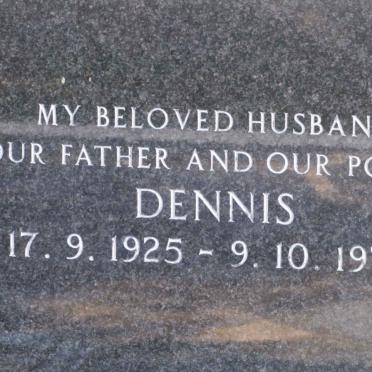 MY BELOVED HUSBAN
OUR FATHER AND OUR PO
DENNIS
17. 9. 1925 - 9. 10. 19